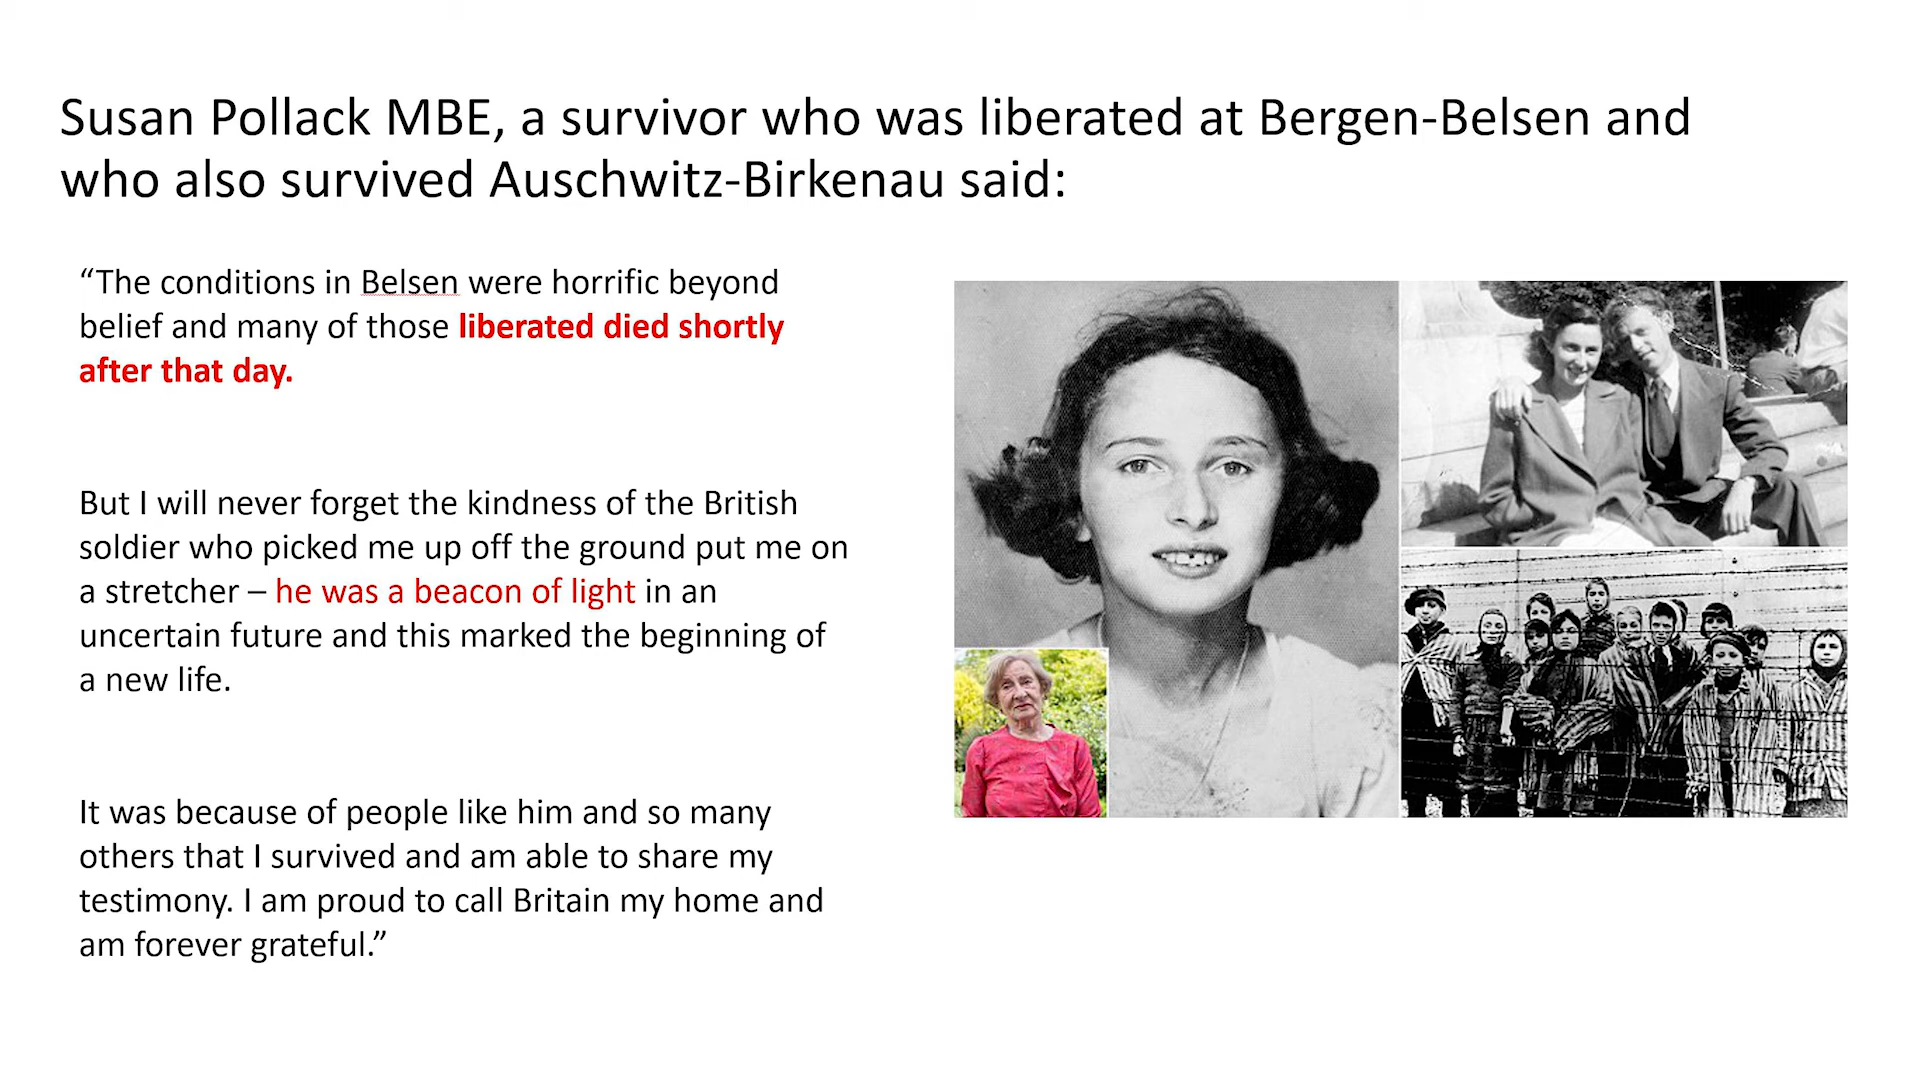 Susan Pollack MBE, a survivor who was liberated at Bergen-Belsen and
who also survived Auschwitz-Birkenau said:
“The conditions in Belsen were horrific beyond
belief and many of those liberated died shortly
after that day.
But I will never forget the kindness of the British
soldier who picked me up off the ground put me on
a stretcher – he was a beacon of light in an
uncertain future and this marked the beginning of
a new life.
It was because of people like him and so many
others that I survived and am able to share my
testimony. I am proud to call Britain my home and
am forever grateful.”